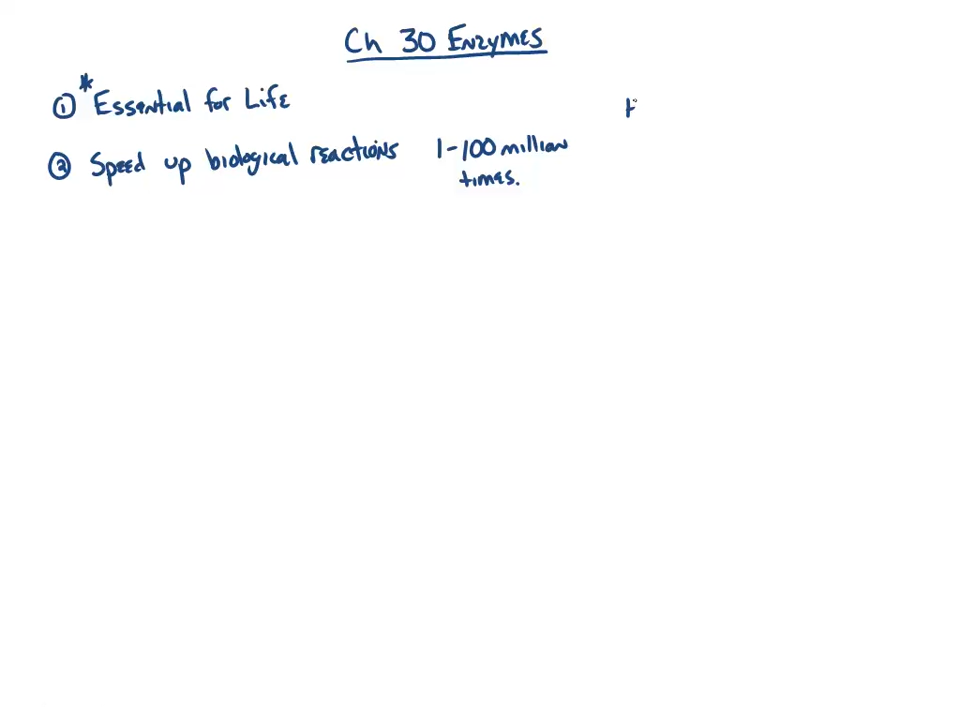 Ch 30 Enzymes
① *Essential for Life
② Speed up biological reactions 1-100 million
times.